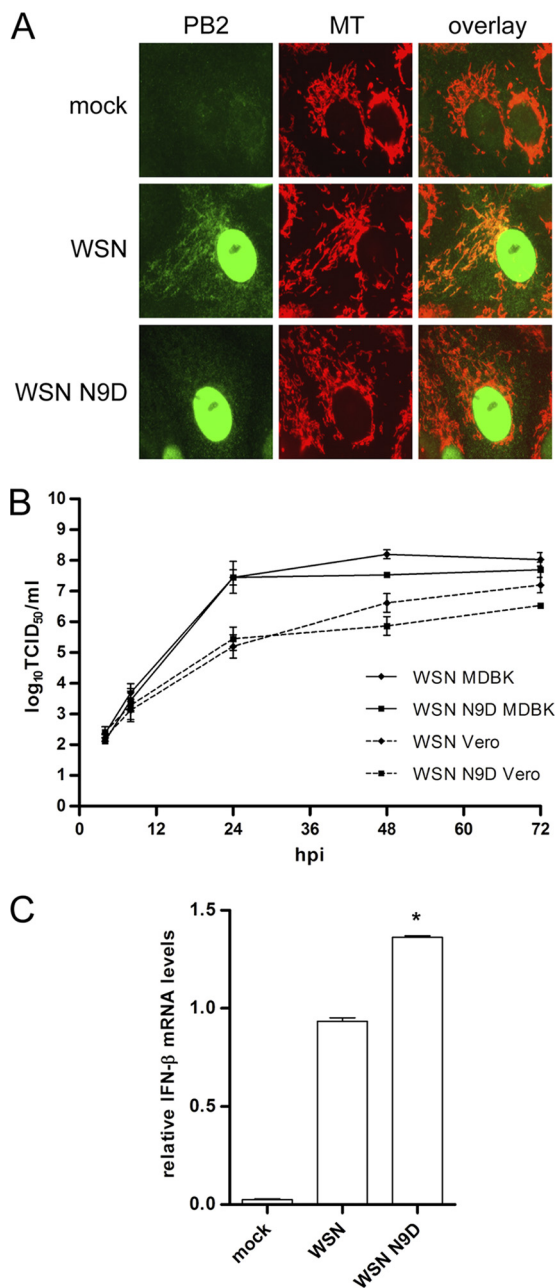 A
PB2 MT overlay
mock
WSN
WSN N9D
B
10
9
8
7
6
5
4
3
2
1
0
log₁₀TCID₅₀/ml
WSN MDBK
WSN N9D MDBK
WSN Vero
WSN N9D Vero
0 12 24 36 48 60 72
hpi
C
relative IFN-β mRNA levels
1.5
1.0
0.5
0.0
*
mock WSN WSN N9D